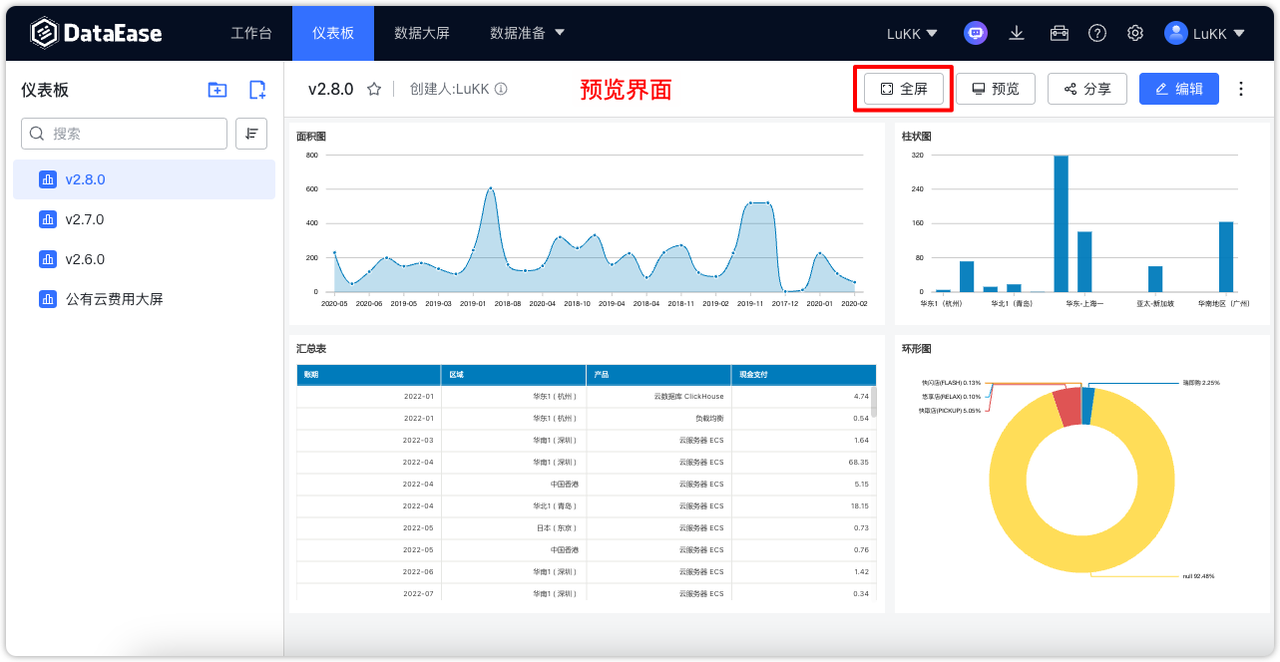 DataEase 工作台 仪表板 数据大屏 数据准备 LuKK LuKK
仪表板
搜索
v2.8.0
v2.7.0
v2.6.0
公有云费用大屏
v2.8.0 创建人:LuKK 预览界面 全屏 预览 分享 编辑
面积图
800
600
400
200
0
2020-05 2020-06 2019-05 2019-03 2019-01 2018-08 2020-04 2018-10 2019-04 2018-04 2018-11 2019-02 2019-11 2017-12 2020-01 2020-02
柱状图
320
240
160
80
0
华东1（杭州） 华北1（青岛） 华东-上海一 亚太-新加坡 华南地区（广州）
汇总表
账期 区域 产品 现金支付
2022-01 华东1 ( 杭州 ) 云数据库 ClickHouse 4.74
2022-01 华东1 ( 杭州 ) 负载均衡 0.54
2022-03 华南1 ( 深圳 ) 云服务器 ECS 1.64
2022-04 华南1 ( 深圳 ) 云服务器 ECS 68.35
2022-04 中国香港 云服务器 ECS 5.15
2022-04 华北1 ( 青岛 ) 云服务器 ECS 18.15
2022-05 日本 ( 东京 ) 云服务器 ECS 0.73
2022-05 中国香港 云服务器 ECS 0.76
2022-06 华南1 ( 深圳 ) 云服务器 ECS 1.42
2022-07 华南1 ( 深圳 ) 云服务器 ECS 0.34
环形图
快闪店(FLASH) 0.13%
悠享店(RELAX) 0.10%
快取店(PICKUP) 5.05%
瑞即购 2.25%
null 92.48%